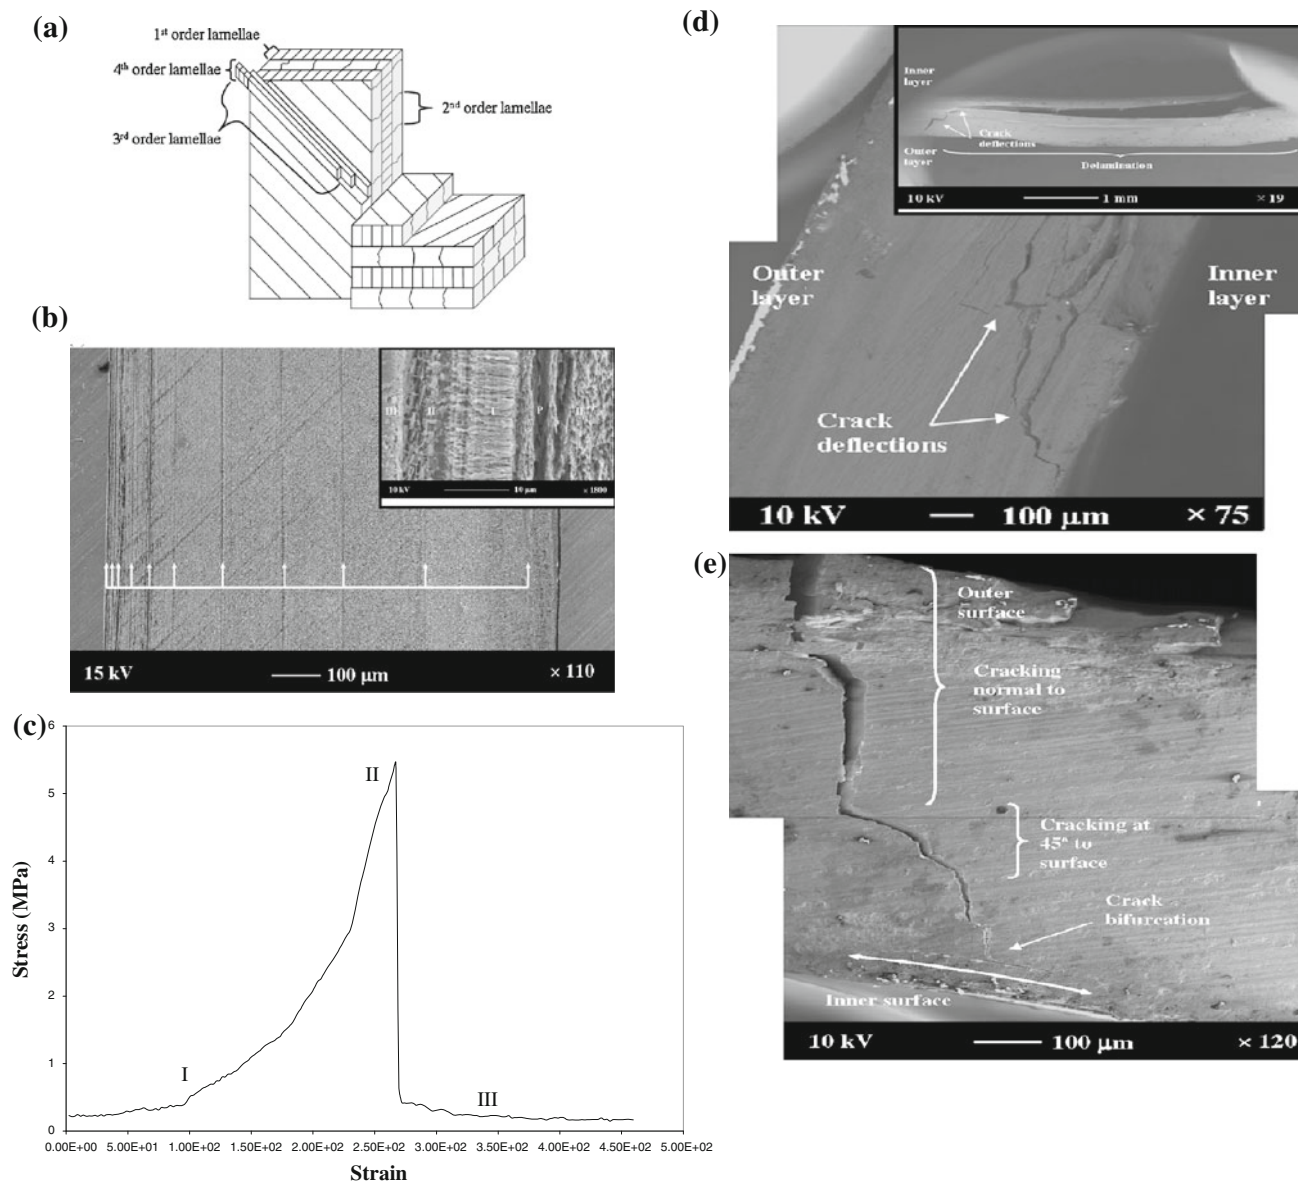 (a)
1st order lamellae
4th order lamellae
2nd order lamellae
3rd order lamellae
(b)
III II I P II
10 kV 10 μm × 1800
15 kV 100 μm × 110
(c)
6
5
4
3
2
1
0
Stress (MPa)
I
II
III
0.00E+00 5.00E+01 1.00E+02 1.50E+02 2.00E+02 2.50E+02 3.00E+02 3.50E+02 4.00E+02 4.50E+02 5.00E+02
Strain
(d)
Inner
layer
Crack
deflections
Outer
layer
Delamination
10 kV 1 mm × 19
Outer
layer
Inner
layer
Crack
deflections
10 kV 100 μm × 75
(e)
Outer
surface
Cracking
normal to
surface
Cracking at
45° to
surface
Crack
bifurcation
Inner surface
10 kV 100 μm × 120